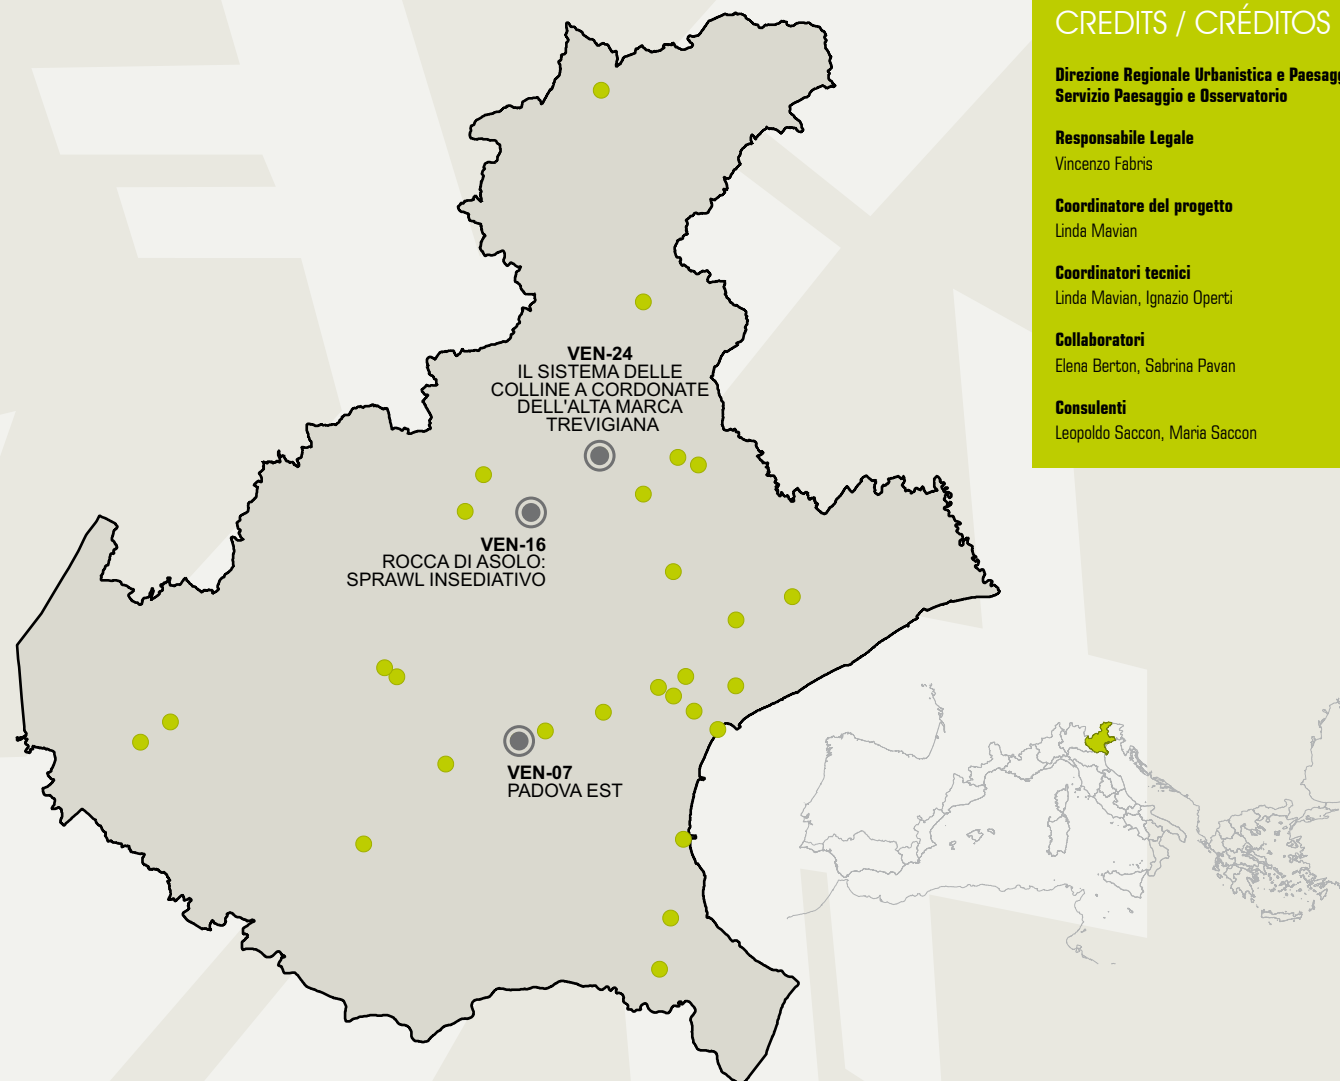 CREDITS / CRÉDITOS
Direzione Regionale Urbanistica e
Servizio Paesaggio e Osservatorio
Responsabile Legale
Vincenzo Fabris
Coordinatore del progetto
Linda Mavian
Coordinatori tecnici
Linda Mavian, Ignazio Operti
Collaboratori
Elena Berton, Sabrina Pavan
Consulenti
Leopoldo Saccon, Maria Saccon
VEN-24
IL SISTEMA DELLE
COLLINE A CORDONATE
DELL'ALTA MARCA
TREVIGIANA
VEN-16
ROCCA DI ASOLO:
SPRAWL INSEDIATIVO
VEN-07
PADOVA EST